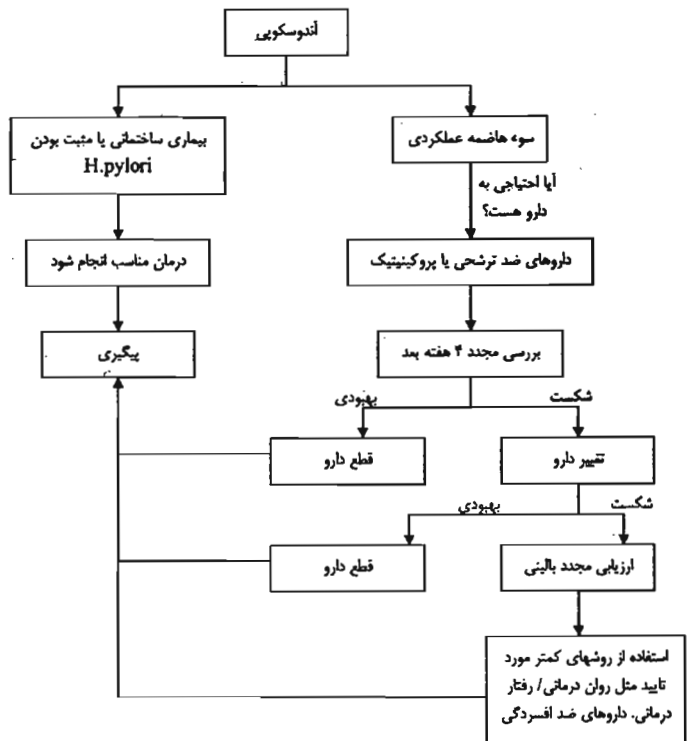 آندوسکوپی
بیماری ساختمانی یا مثبت بودن
H.pylori
سوء هاضمه عملکردی
آیا احتیاجی به
دارو هست؟
درمان مناسب انجام شود
داروهای ضد ترشحی یا پروکینیتیک
پیگیری
بررسی مجدد ۴ هفته بعد
بهبودی
شکست
قطع دارو
تغییر دارو
بهبودی
شکست
قطع دارو
ارزیابی مجدد بالینی
استفاده از روشهای کمتر مورد
تایید مثل روان درمانی/ رفتار
درمانی. داروهای ضد افسردگی